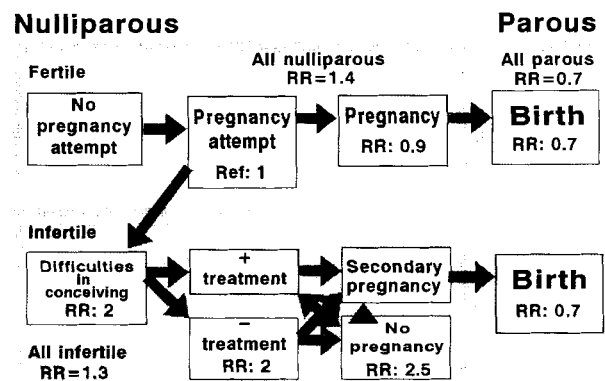 Nulliparous
Parous
All nulliparous
RR=1.4
All parous
RR=0.7
Fertile
No
pregnancy
attempt
Pregnancy
attempt
Ref: 1
Pregnancy
RR: 0.9
Birth
RR: 0.7
Infertile
Difficulties
in
conceiving
RR: 2
+
treatment
Secondary
pregnancy
Birth
RR: 0.7
−
treatment
RR: 2
No
pregnancy
RR: 2.5
All infertile
RR=1.3